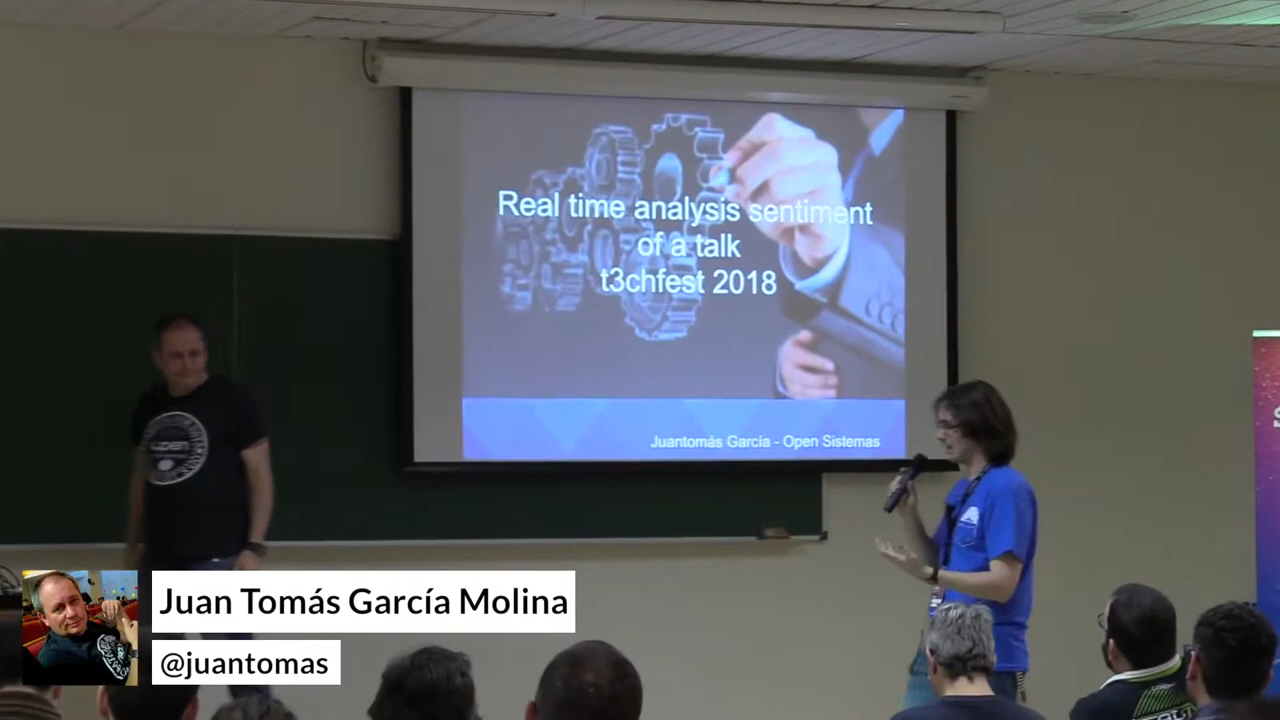 Real time analysis sentiment
of a talk
t3chfest 2018
Juantomás García - Open Sistemas
Juan Tomás García Molina
@juantomas